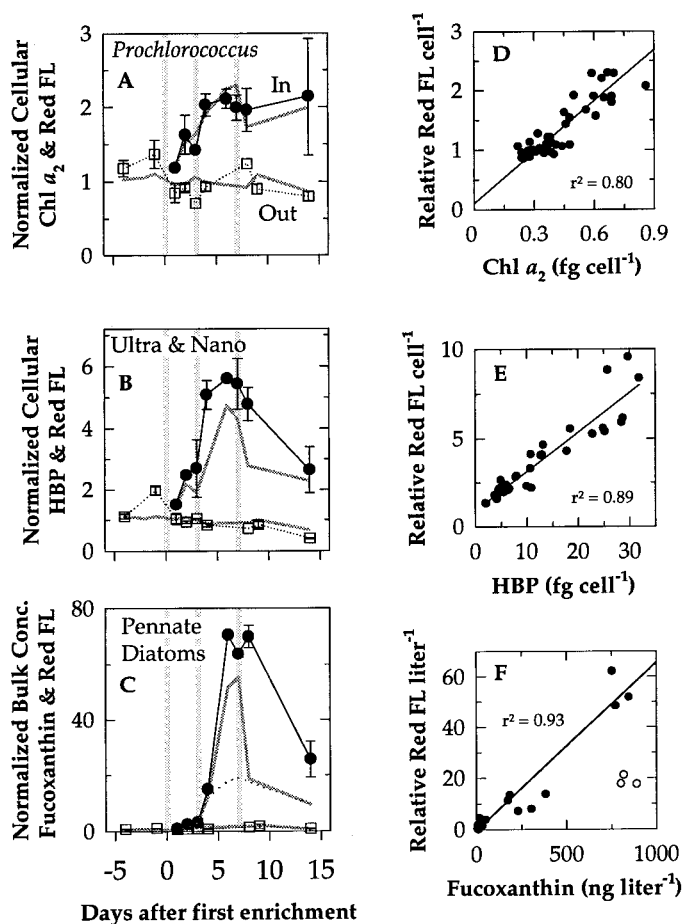 Normalized Cellular
Chl a₂ & Red FL
3
2
1
0
Prochlorococcus
A
In
Out
Relative Red FL cell⁻¹
3
2
1
0
D
r² = 0.80
0
0.3
0.6
0.9
Chl a₂ (fg cell⁻¹)
Normalized Cellular
HBP & Red FL
6
4
2
0
Ultra & Nano
B
Relative Red FL cell⁻¹
10
5
0
E
r² = 0.89
0
10
20
30
HBP (fg cell⁻¹)
Normalized Bulk Conc.
Fucoxanthin & Red FL
80
40
0
Pennate
Diatoms
C
-5
0
5
10
15
Days after first enrichment
Relative Red FL liter⁻¹
60
40
20
0
F
r² = 0.93
0
500
1000
Fucoxanthin (ng liter⁻¹)